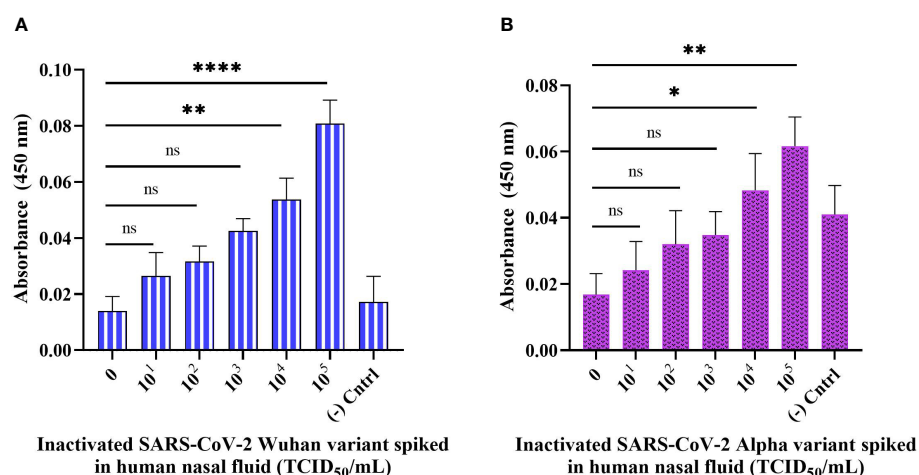 A
****
**
ns
ns
ns
0.10
0.08
0.06
0.04
0.02
0.00
Absorbance (450 nm)
0
10¹
10²
10³
10⁴
10⁵
(-) Cntrl
Inactivated SARS-CoV-2 Wuhan variant spiked
in human nasal fluid (TCID₅₀/mL)
B
**
*
ns
ns
ns
0.08
0.06
0.04
0.02
0.00
Absorbance (450 nm)
0
10¹
10²
10³
10⁴
10⁵
(-) Cntrl
Inactivated SARS-CoV-2 Alpha variant spiked
in human nasal fluid (TCID₅₀/mL)